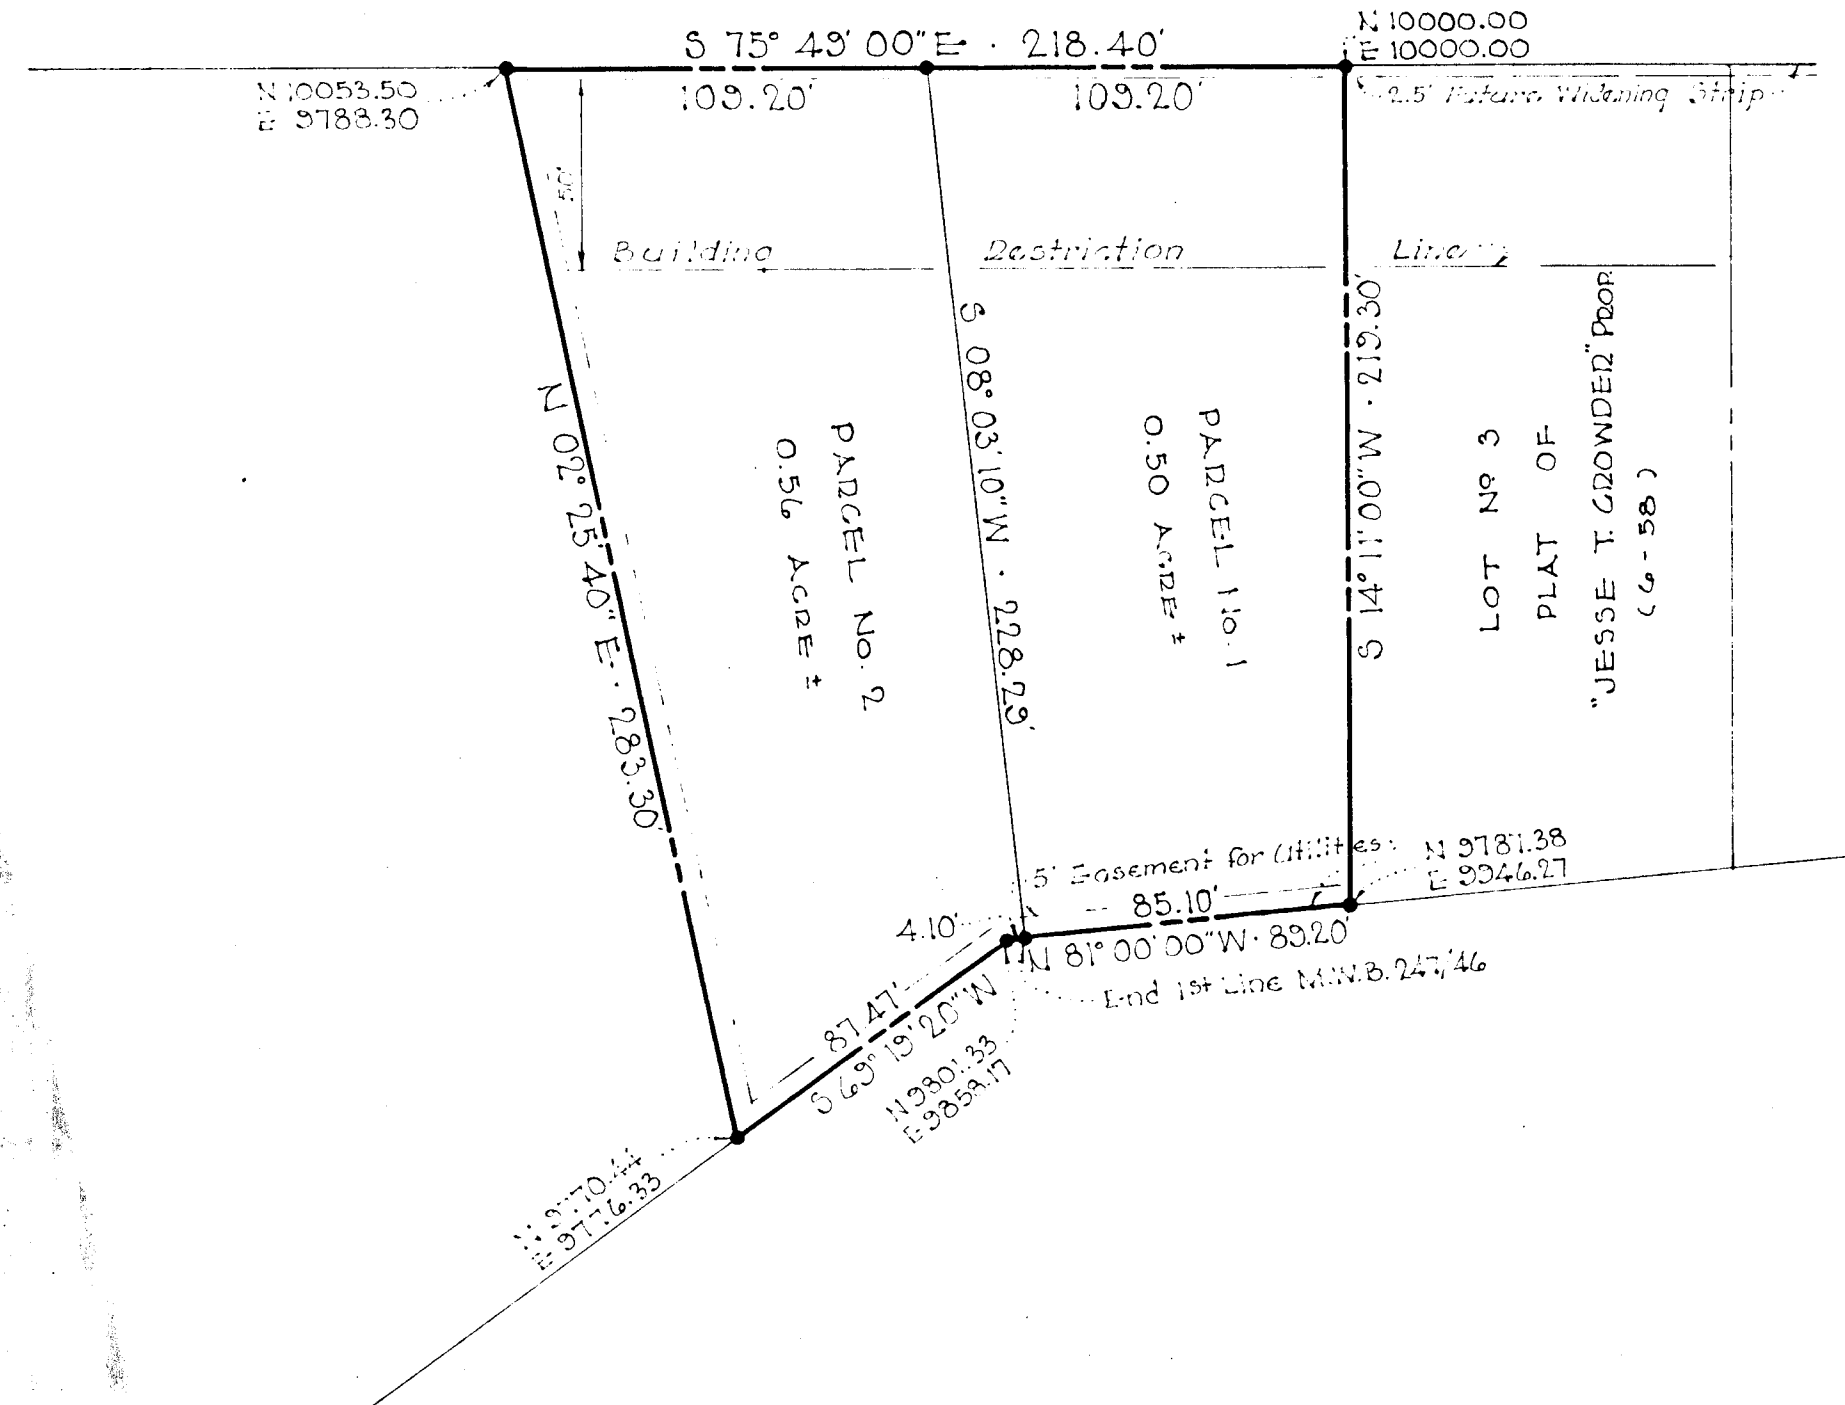 S 75° 49' 00" E · 218.40'
N 10000.00
E 10000.00
N 10053.50
E 9788.30
109.20'
109.20'
2.5' Future Widening Strip
50'
Building Restriction Line
N 02° 25' 40" E · 283.30'
PARCEL No. 2
0.56 ACRE ±
S 08° 03' 10" W · 228.29'
PARCEL No. 1
0.50 ACRE ±
S 14° 11' 00" W · 219.30'
LOT Nº 3
PLAT OF
"JESSE T. CROWDER" PROP.
(6-58)
5' Easement for Utilities
N 9787.38
E 9946.27
4.10'
85.10'
N 81° 00' 00" W · 89.20'
End 1st Line M.W.B. 247/46
87.47'
S 69° 19' 20" W
N 9801.33
E 9858.17
N 9770.44
E 9776.33